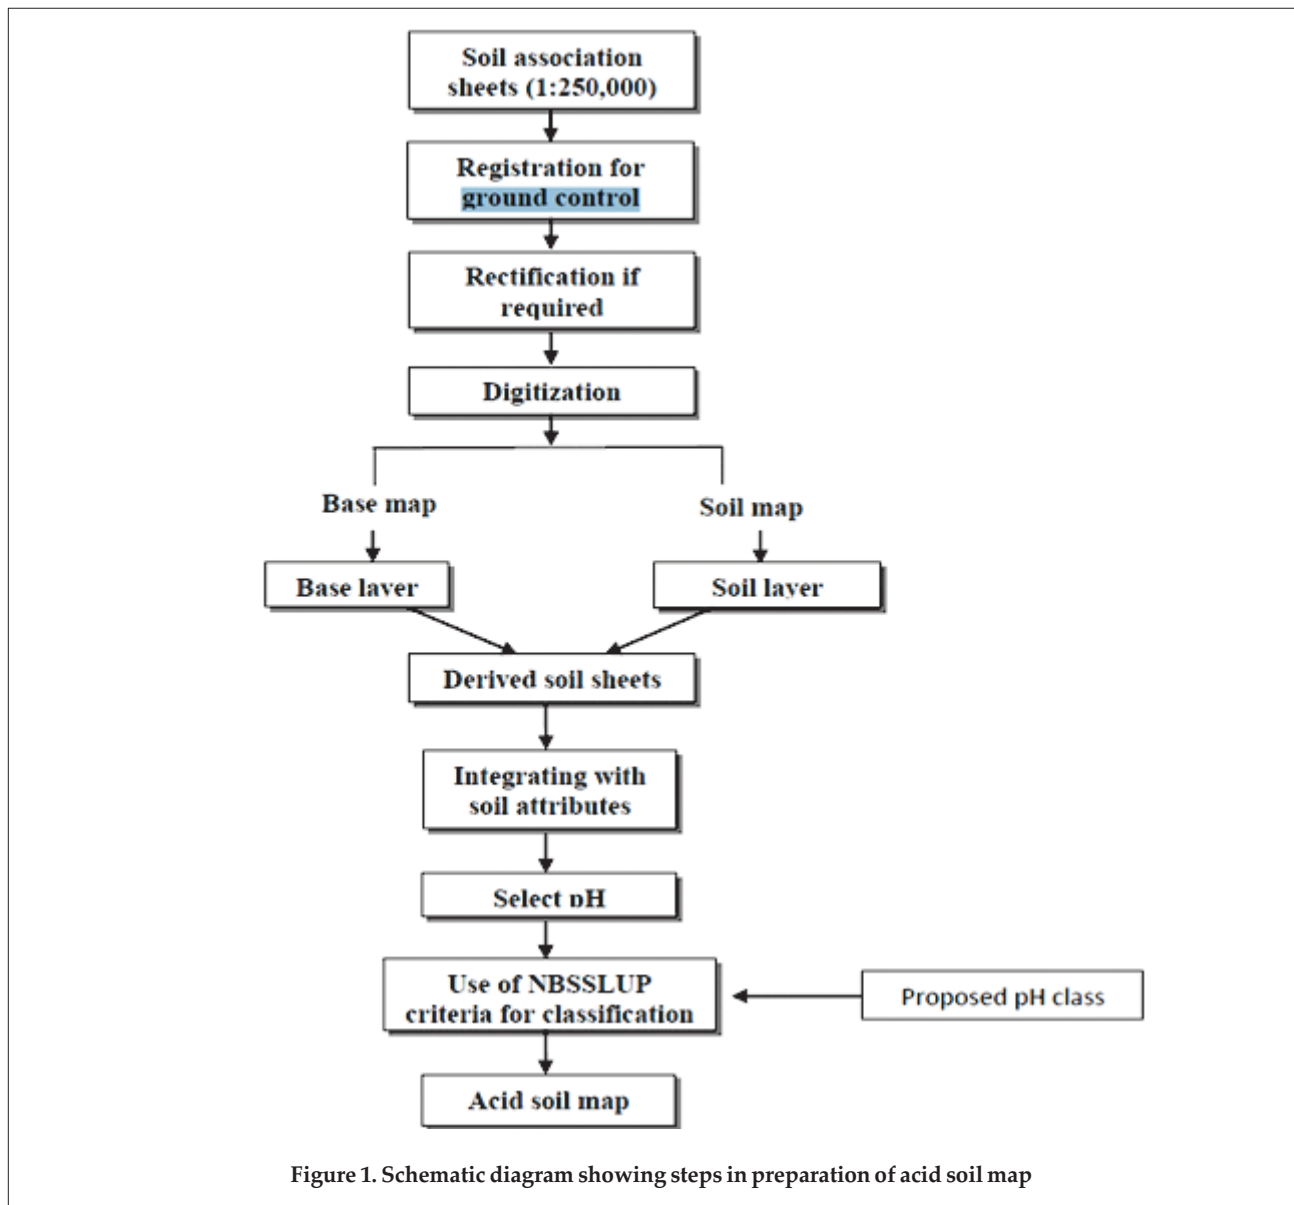 Soil association
sheets (1:250,000)
Registration for
ground control
Rectification if
required
Digitization
Base map
Soil map
Base layer
Soil layer
Derived soil sheets
Integrating with
soil attributes
Select pH
Use of NBSSLUP
criteria for classification
Proposed pH class
Acid soil map
Figure 1. Schematic diagram showing steps in preparation of acid soil map